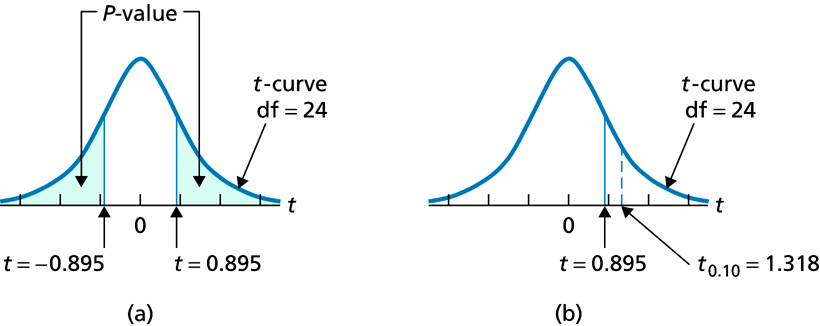 P-value
t-curve
df = 24
t
0
t = −0.895
t = 0.895
(a)
t-curve
df = 24
t
0
t = 0.895
t0.10 = 1.318
(b)